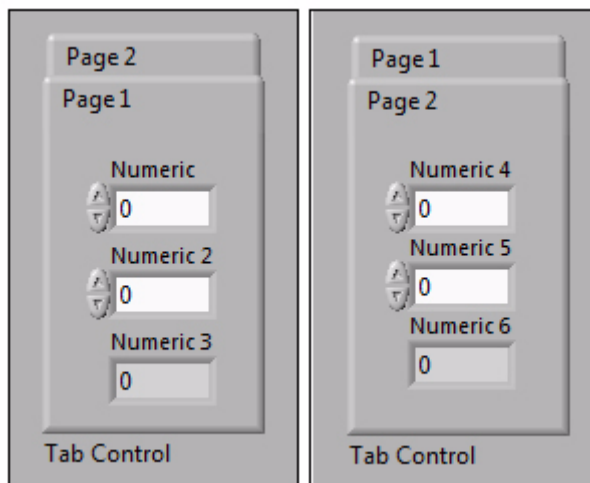 Page 2
Page 1
Numeric
0
Numeric 2
0
Numeric 3
0
Tab Control
Page 1
Page 2
Numeric 4
0
Numeric 5
0
Numeric 6
0
Tab Control